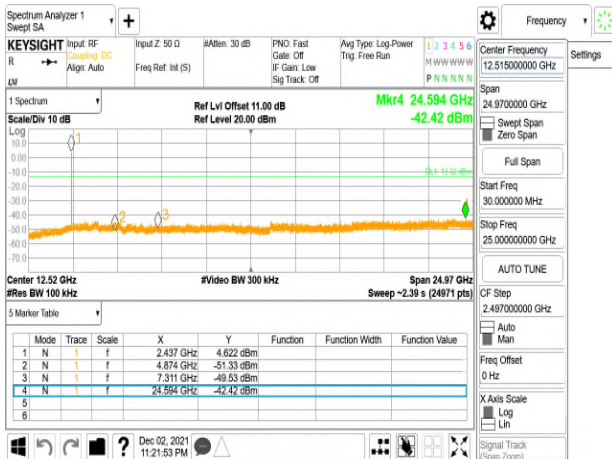 Spectrum Analyzer 1
Swept SA
+
Frequency
KEYSIGHT
R
Input: RF
Coupling: DC
Align: Auto
Input Z: 50 Ω
Freq Ref: Int (S)
#Atten: 30 dB
PNO: Fast
Gate: Off
IF Gain: Low
Sig Track: Off
Avg Type: Log-Power
Trig: Free Run
1 2 3 4 5 6
M W W W W W
P N N N N N
Center Frequency
12.515000000 GHz
Settings
Span
24.9700000 GHz
Swept Span
Zero Span
Full Span
Start Freq
30.000000 MHz
Stop Freq
25.000000000 GHz
AUTO TUNE
CF Step
2.497000000 GHz
Auto
Man
Freq Offset
0 Hz
X Axis Scale
Log
Lin
Signal Track
(Span Zoom)
1 Spectrum
Scale/Div 10 dB
Ref Lvl Offset 11.00 dB
Ref Level 20.00 dBm
Mkr4 24.594 GHz
-42.42 dBm
Log
10.0
0.00
-10.0
-20.0
-30.0
-40.0
-50.0
-60.0
-70.0
1
2
3
Center 12.52 GHz
#Res BW 100 kHz
#Video BW 300 kHz
Span 24.97 GHz
Sweep ~2.39 s (24971 pts)
5 Marker Table
Mode Trace Scale X Y Function Function Width Function Value
1 N 1 f 2.437 GHz 4.622 dBm
2 N 1 f 4.874 GHz -51.33 dBm
3 N 1 f 7.311 GHz -49.53 dBm
4 N 1 f 24.594 GHz -42.42 dBm
5
6
?
Dec 02, 2021
11:21:53 PM